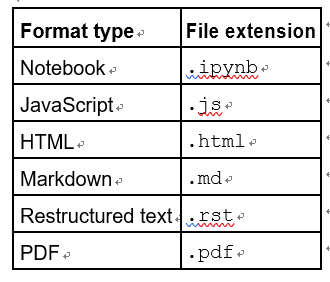 Format type File extension
Notebook .ipynb
JavaScript .js
HTML .html
Markdown .md
Restructured text .rst
PDF .pdf